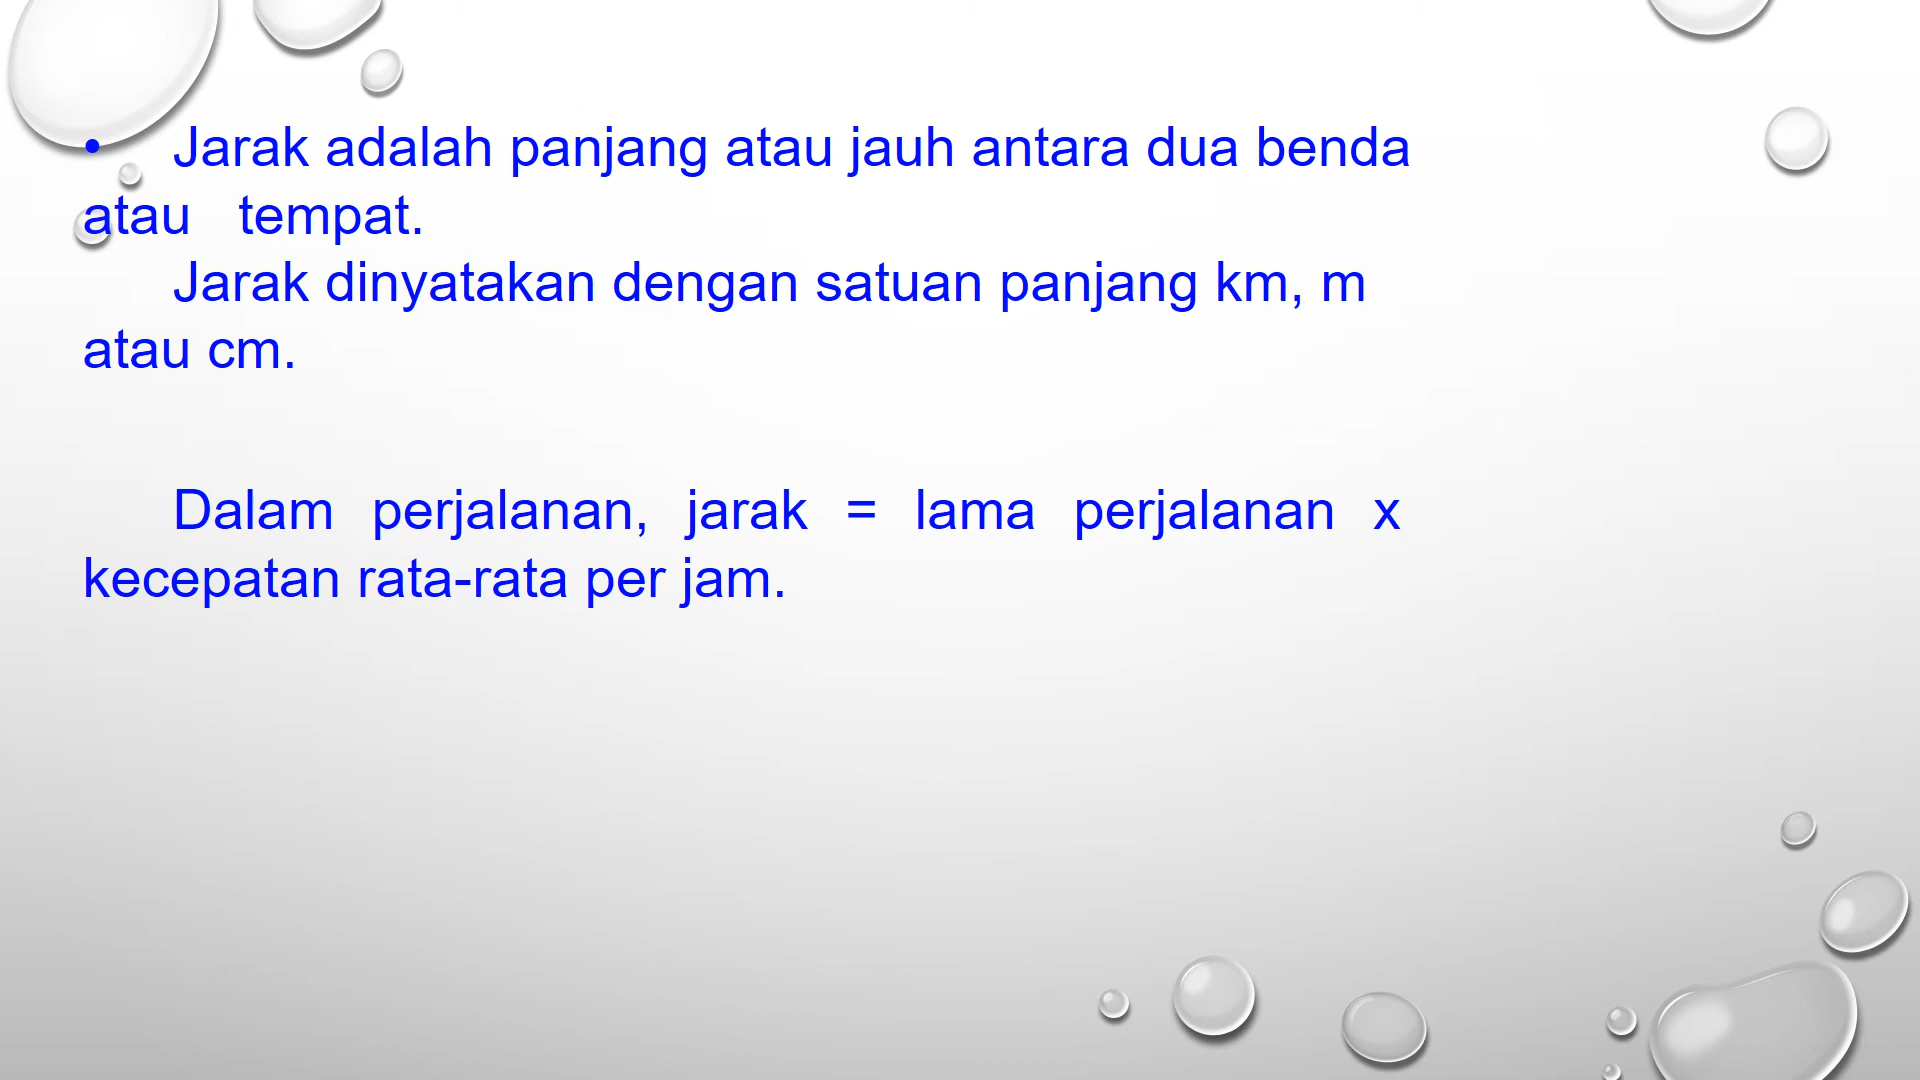 • Jarak adalah panjang atau jauh antara dua benda
atau tempat.
Jarak dinyatakan dengan satuan panjang km, m
atau cm.
Dalam perjalanan, jarak = lama perjalanan x
kecepatan rata-rata per jam.